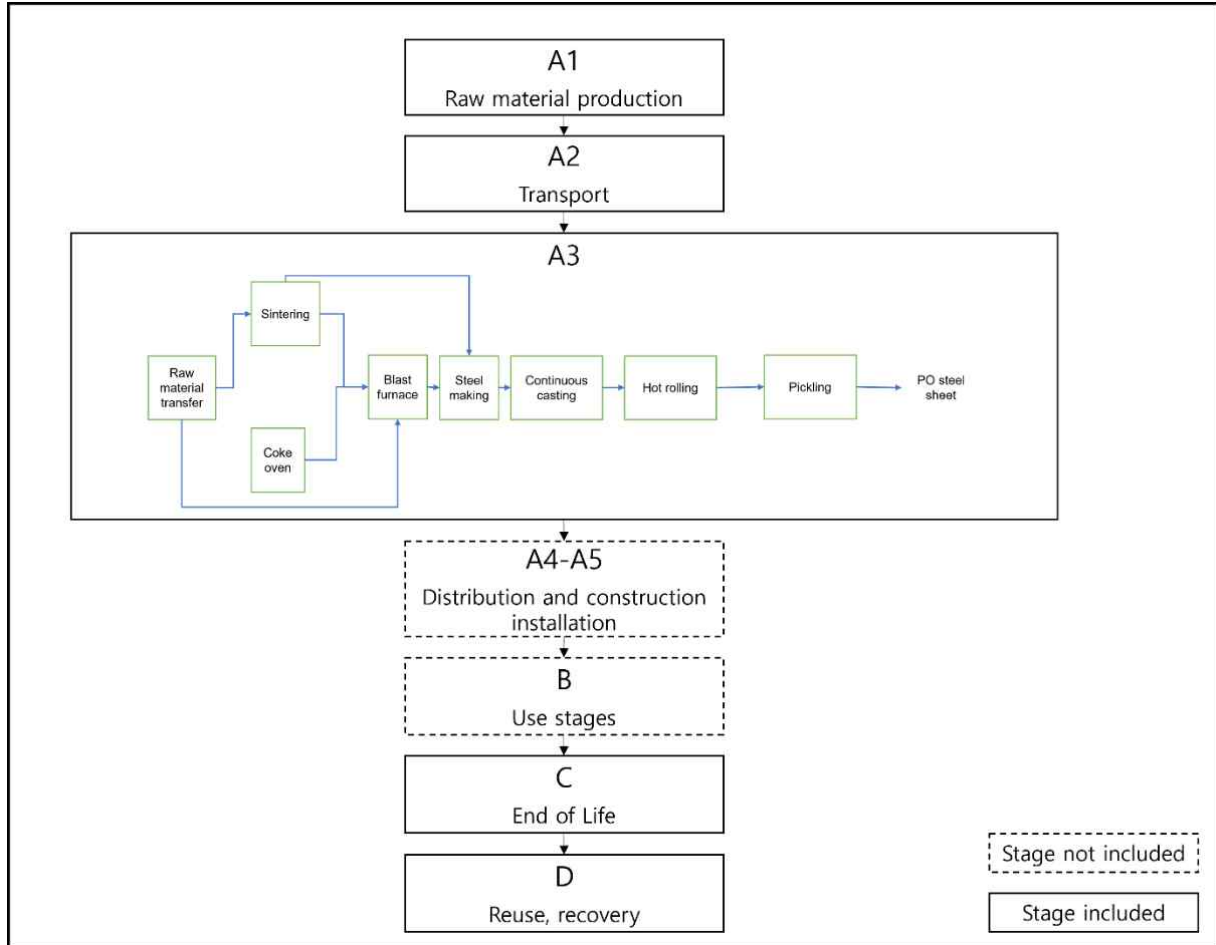 A1
Raw material production
A2
Transport
A3
Sintering
Raw
material
transfer
Coke
oven
Blast
furnace
Steel
making
Continuous
casting
Hot rolling
Pickling
PO steel
sheet
A4-A5
Distribution and construction
installation
B
Use stages
C
End of Life
D
Reuse, recovery
Stage not included
Stage included